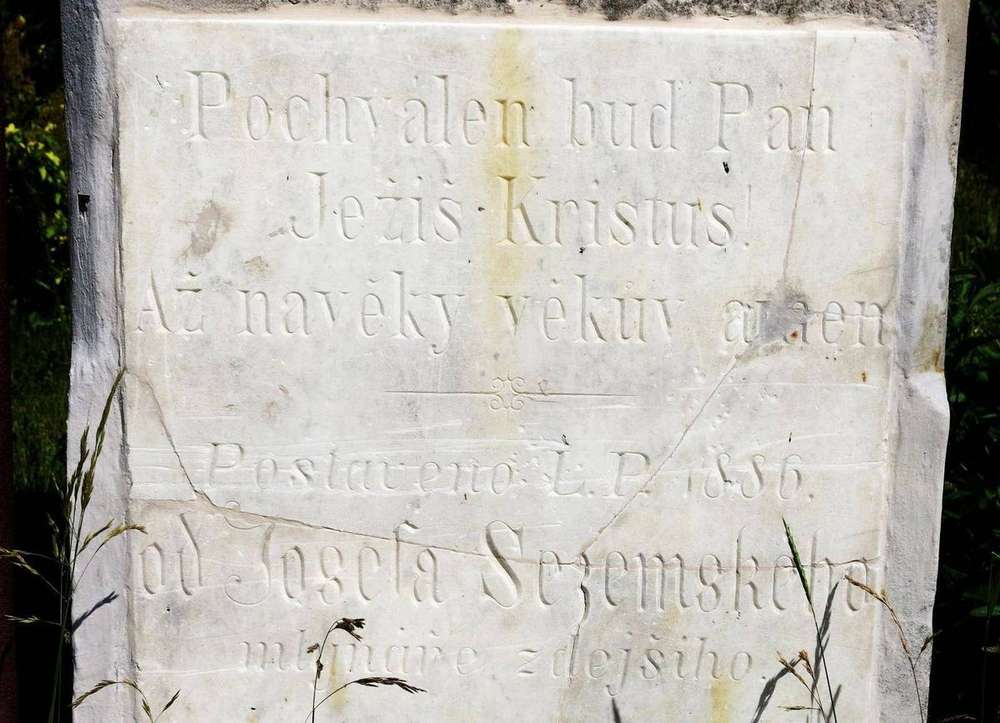 Pochválen buď Pán
Ježíš Kristus!
Až navěky věkův amen
Postaveno L.P. 1886.
od Josefa Sezemského
mlynáře zdejšího.